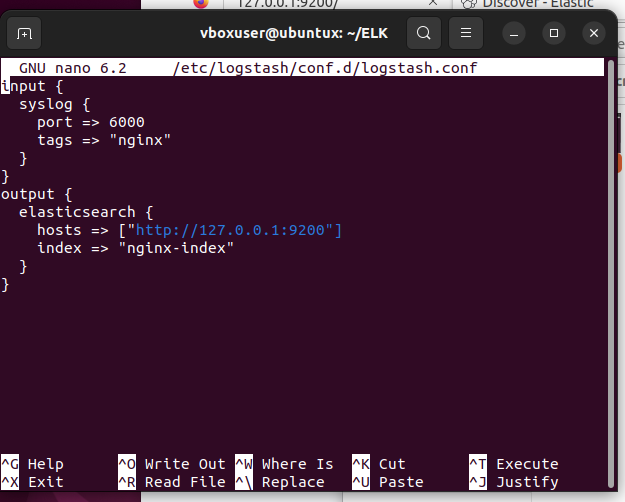 127.0.0.1:9200/
Discover - Elastic
vboxuser@ubuntux: ~/ELK
GNU nano 6.2 /etc/logstash/conf.d/logstash.conf
input {
syslog {
port => 6000
tags => "nginx"
}
}
output {
elasticsearch {
hosts => ["http://127.0.0.1:9200"]
index => "nginx-index"
}
}
^G Help ^O Write Out ^W Where Is ^K Cut ^T Execute
^X Exit ^R Read File ^\ Replace ^U Paste ^J Justify